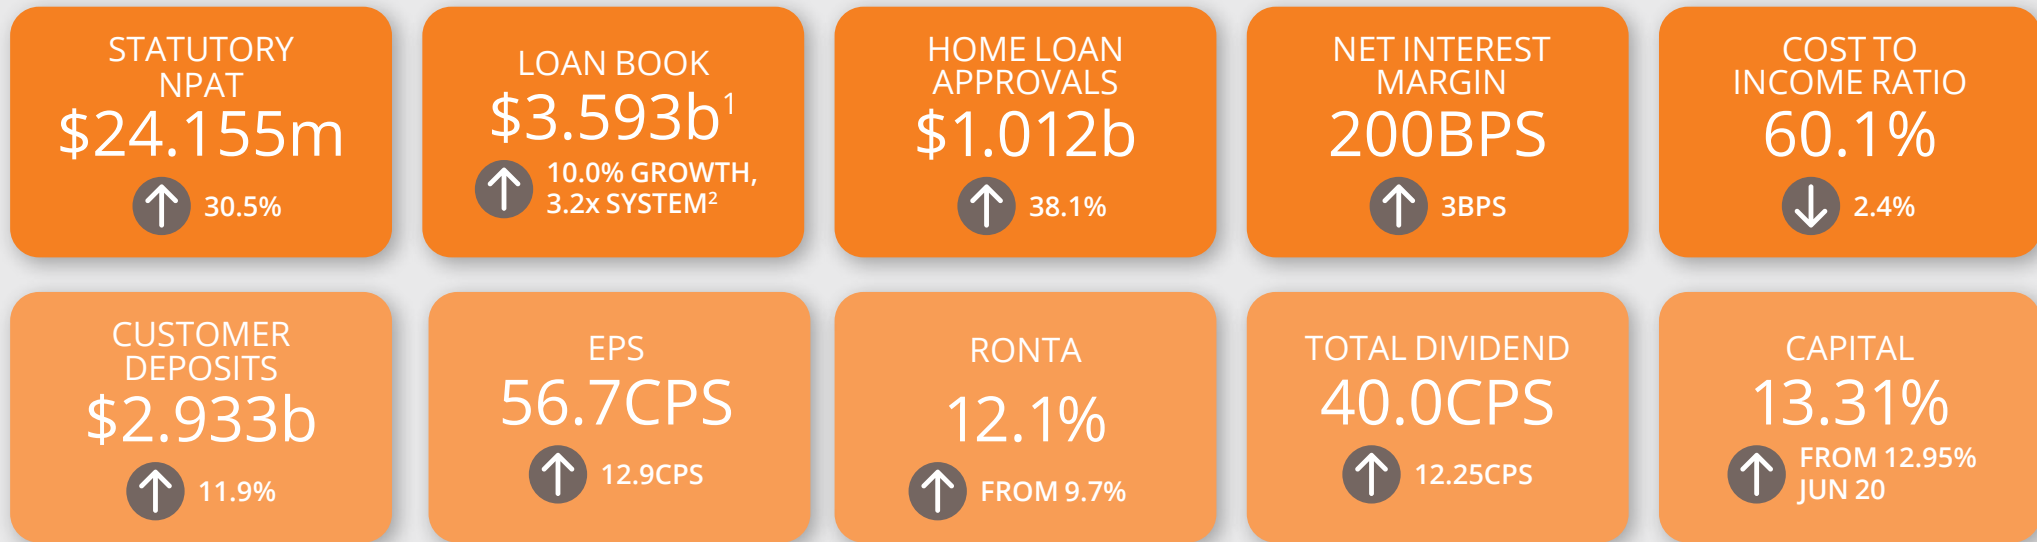 STATUTORY
NPAT
$24.155m
30.5%
LOAN BOOK
$3.593b¹
10.0% GROWTH,
3.2x SYSTEM²
HOME LOAN
APPROVALS
$1.012b
38.1%
NET INTEREST
MARGIN
200BPS
3BPS
COST TO
INCOME RATIO
60.1%
2.4%
CUSTOMER
DEPOSITS
$2.933b
11.9%
EPS
56.7CPS
12.9CPS
RONTA
12.1%
FROM 9.7%
TOTAL DIVIDEND
40.0CPS
12.25CPS
CAPITAL
13.31%
FROM 12.95%
JUN 20